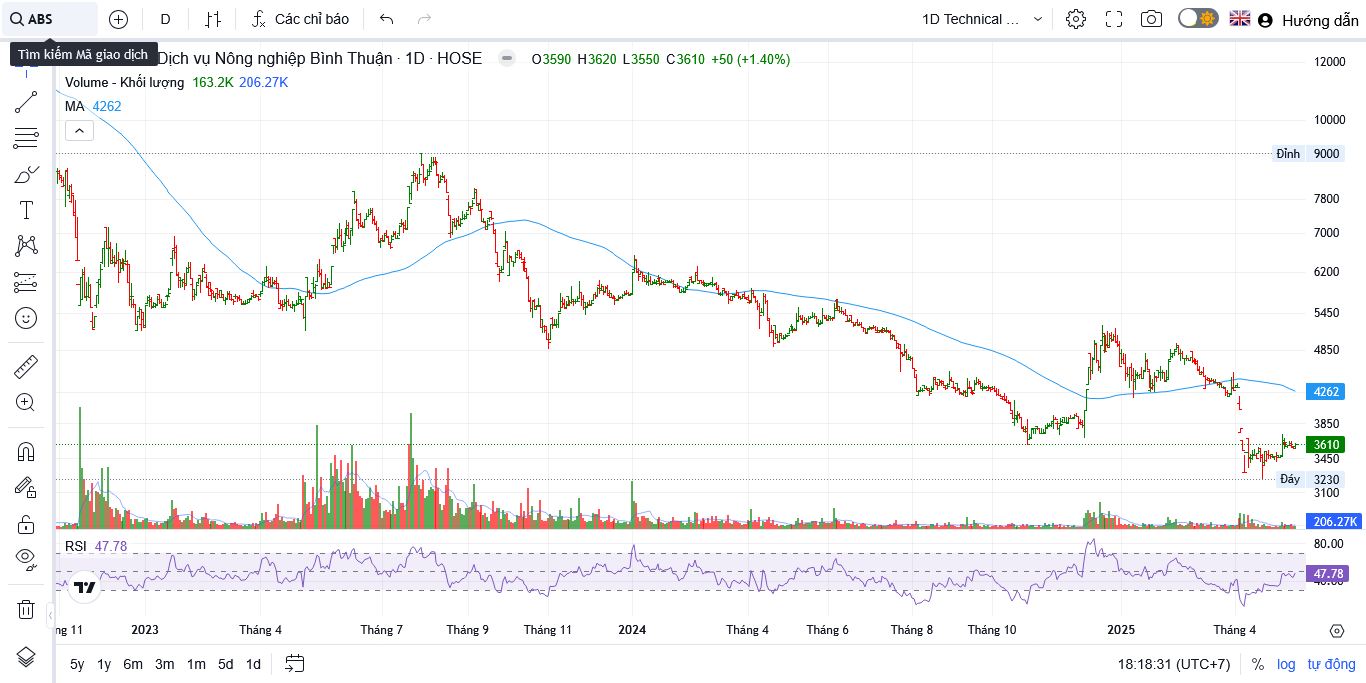 ABS
D
Các chỉ báo
1D Technical ...
Hướng dẫn
Tìm kiếm Mã giao dịch
Dịch vụ Nông nghiệp Bình Thuận · 1D · HOSE
O3590 H3620 L3550 C3610 +50 (+1.40%)
Volume - Khối lượng 163.2K 206.27K
MA 4262
12000
10000
Đỉnh 9000
7800
7000
6200
5450
4850
4262
3850
3610
3450
Đáy 3230
3100
206.27K
RSI 47.78
80.00
47.78
40.00
ng 11
2023
Tháng 4
Tháng 7
Tháng 9
Tháng 11
2024
Tháng 4
Tháng 6
Tháng 8
Tháng 10
2025
Tháng 4
5y 1y 6m 3m 1m 5d 1d
18:18:31 (UTC+7)
% log tự động